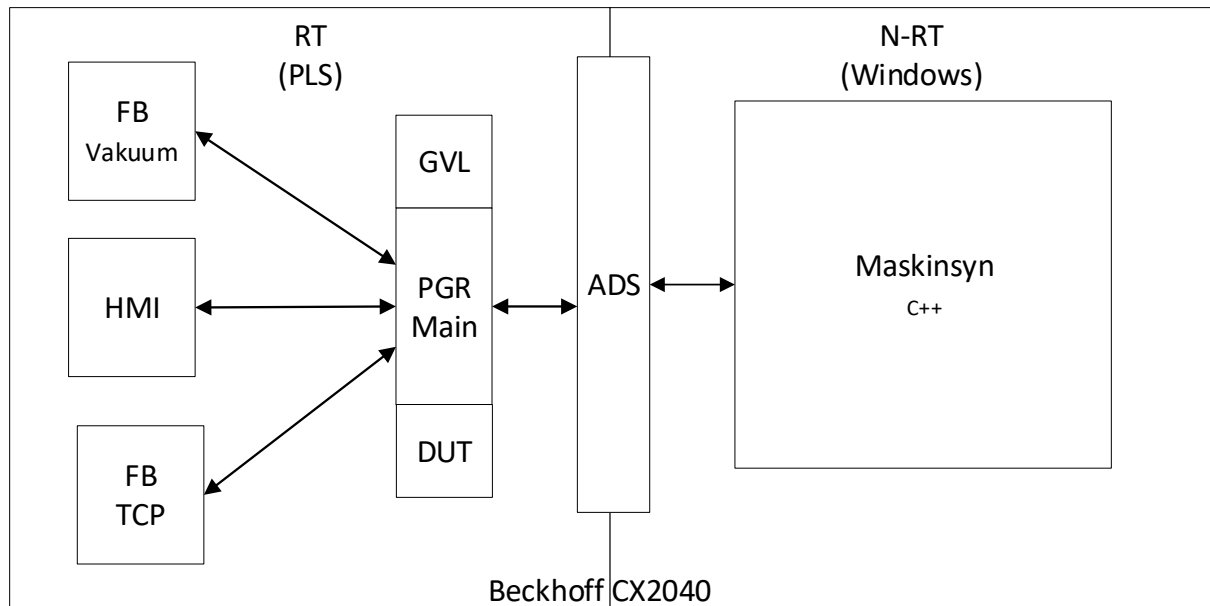 RT
(PLS)
N-RT
(Windows)
FB
Vakuum
HMI
FB
TCP
GVL
PGR
Main
DUT
ADS
Maskinsyn
C++
Beckhoff CX2040